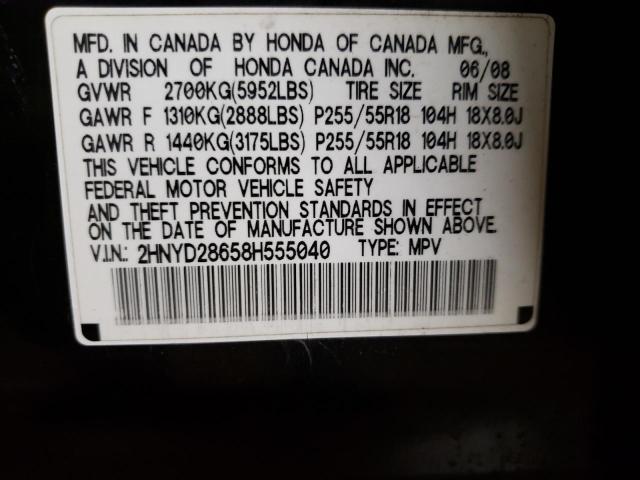 MFD. IN CANADA BY HONDA OF CANADA MFG.,
A DIVISION OF HONDA CANADA INC. 06/08
GVWR 2700KG(5952LBS) TIRE SIZE RIM SIZE
GAWR F 1310KG(2888LBS) P255/55R18 104H 18X8.0J
GAWR R 1440KG(3175LBS) P255/55R18 104H 18X8.0J
THIS VEHICLE CONFORMS TO ALL APPLICABLE
FEDERAL MOTOR VEHICLE SAFETY
AND THEFT PREVENTION STANDARDS IN EFFECT
ON THE DATE OF MANUFACTURE SHOWN ABOVE.
V.I.N.: 2HNYD28658H555040 TYPE: MPV